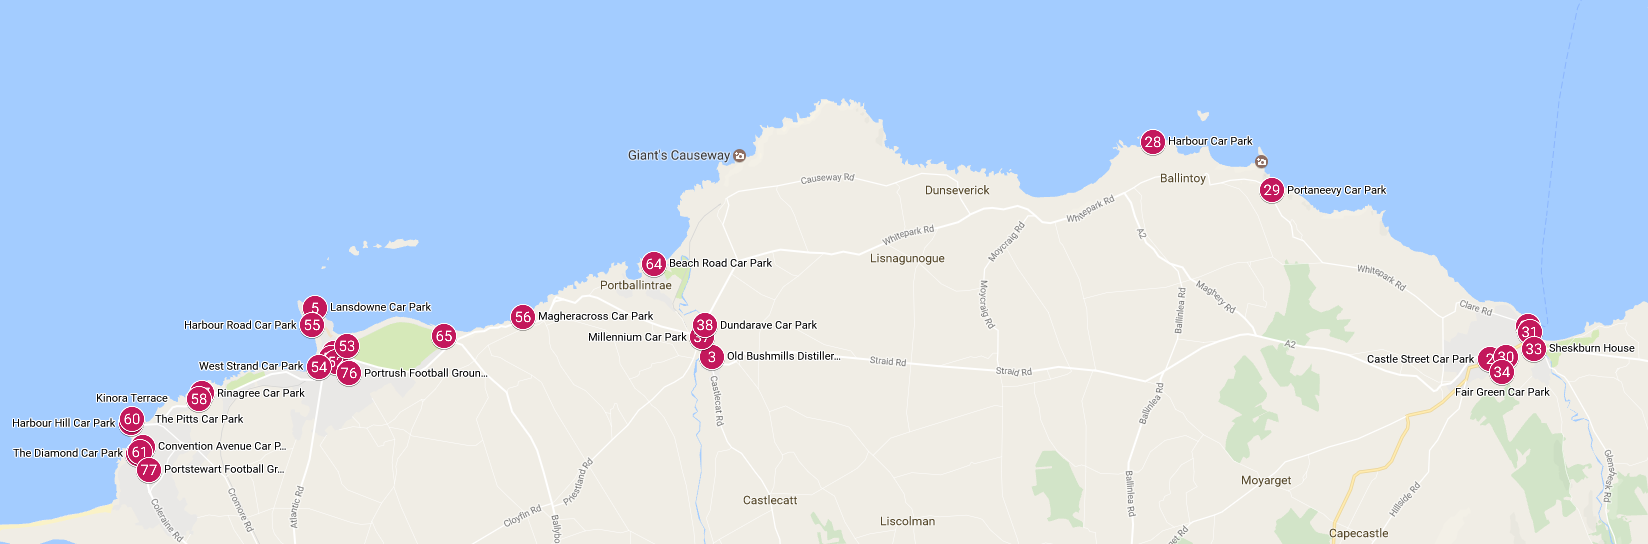 28 Harbour Car Park
Giant's Causeway
Causeway Rd
Ballintoy
Dunseverick
29 Portaneevy Car Park
Whitepark Rd
Moycraig Rd
A2
Whitepark Rd
Lisnagunogue
64 Beach Road Car Park
Whitepark Rd
Portballintrae
Moycraig Rd
Maghery Rd
Ballinlea Rd
5 Lansdowne Car Park
Clare Rd
56 Magheracross Car Park
Harbour Road Car Park 55
38 Dundarave Car Park
31
Millennium Car Park 37
65
53
A2
33 Sheskburn House
3 Old Bushmills Distiller...
Castle Street Car Park
30
Straid Rd
West Strand Car Park 54
Straid Rd
34
76 Portrush Football Groun...
Fair Green Car Park
Rinagree Car Park
58
Kinora Terrace
Castlecat Rd
Ballinlea Rd
60
The Pitts Car Park
Harbour Hill Car Park
Convention Avenue Car P...
The Diamond Car Park 61
77 Portstewart Football Gr...
Priestland Rd
Glenshesk Rd
Moyarget
Ballinlea Rd
Castlecatt
Atlantic Rd
Cromore Rd
Hillside Rd
Coleraine Rd
Cloyfin Rd
Liscolman
Ballybo
Capecastle
get Rd